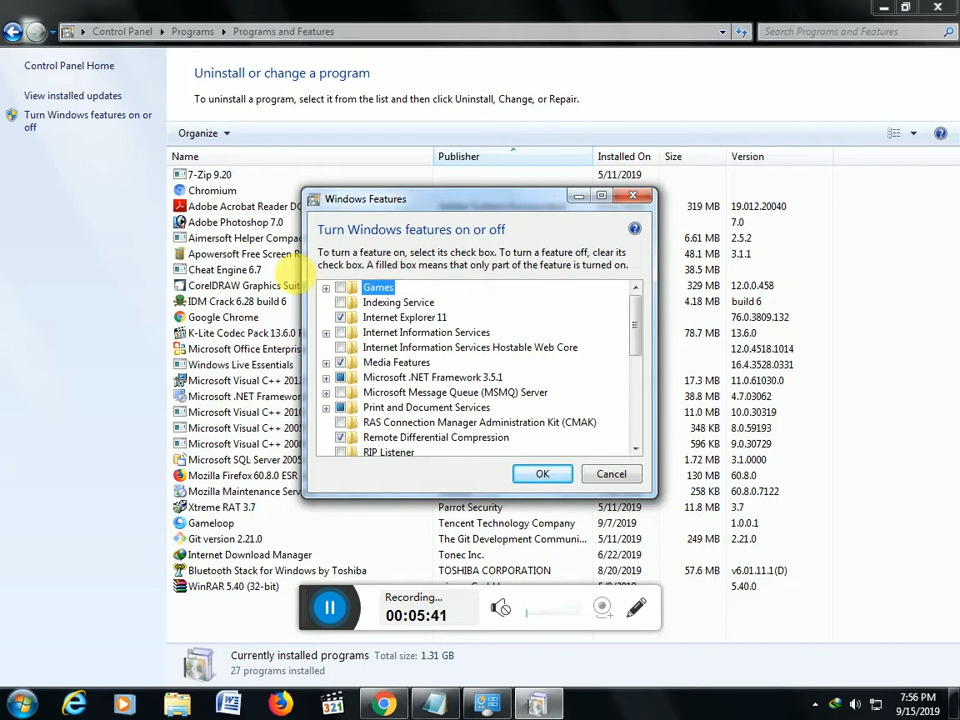 Control Panel
Programs
Programs and Features
Search Programs and Features
Control Panel Home
View installed updates
Turn Windows features on or
off
Uninstall or change a program
To uninstall a program, select it from the list and then click Uninstall, Change, or Repair.
Organize
Name Publisher Installed On Size Version
7-Zip 9.20 5/11/2019
Chromium
Adobe Acrobat Reader DC 319 MB 19.012.20040
Adobe Photoshop 7.0 7.0
Aimersoft Helper Compac 6.61 MB 2.5.2
Apowersoft Free Screen R 48.1 MB 3.1.1
Cheat Engine 6.7 38.5 MB
CorelDRAW Graphics Suit 329 MB 12.0.0.458
IDM Crack 6.28 build 6 4.18 MB build 6
Google Chrome 76.0.3809.132
K-Lite Codec Pack 13.6.0 78.7 MB 13.6.0
Microsoft Office Enterpris 12.0.4518.1014
Windows Live Essentials 16.4.3528.0331
Microsoft Visual C++ 2012 17.3 MB 11.0.61030.0
Microsoft .NET Framewor 38.8 MB 4.7.03062
Microsoft Visual C++ 2010 10.0.30319
Microsoft Visual C++ 2005 348 KB 8.0.59193
Microsoft Visual C++ 2008 596 KB 9.0.30729
Microsoft SQL Server 2005 1.72 MB 3.1.0000
Mozilla Firefox 60.8.0 ESR 130 MB 60.8.0
Mozilla Maintenance Serv 258 KB 60.8.0.7122
Xtreme RAT 3.7 Parrot Security 5/11/2019 11.8 MB 3.7
Gameloop Tencent Technology Company 9/7/2019 1.0.0.1
Git version 2.21.0 The Git Development Communi... 5/11/2019 249 MB 2.21.0
Internet Download Manager Tonec Inc. 6/22/2019
Bluetooth Stack for Windows by Toshiba TOSHIBA CORPORATION 8/20/2019 57.6 MB v6.01.11.1(D)
WinRAR 5.40 (32-bit) 5.40.0
Windows Features
Turn Windows features on or off
To turn a feature on, select its check box. To turn a feature off, clear its
check box. A filled box means that only part of the feature is turned on.
Games
Indexing Service
Internet Explorer 11
Internet Information Services
Internet Information Services Hostable Web Core
Media Features
Microsoft .NET Framework 3.5.1
Microsoft Message Queue (MSMQ) Server
Print and Document Services
RAS Connection Manager Administration Kit (CMAK)
Remote Differential Compression
RIP Listener
OK Cancel
Recording...
00:05:41
Currently installed programs Total size: 1.31 GB
27 programs installed
321
7:56 PM
9/15/2019